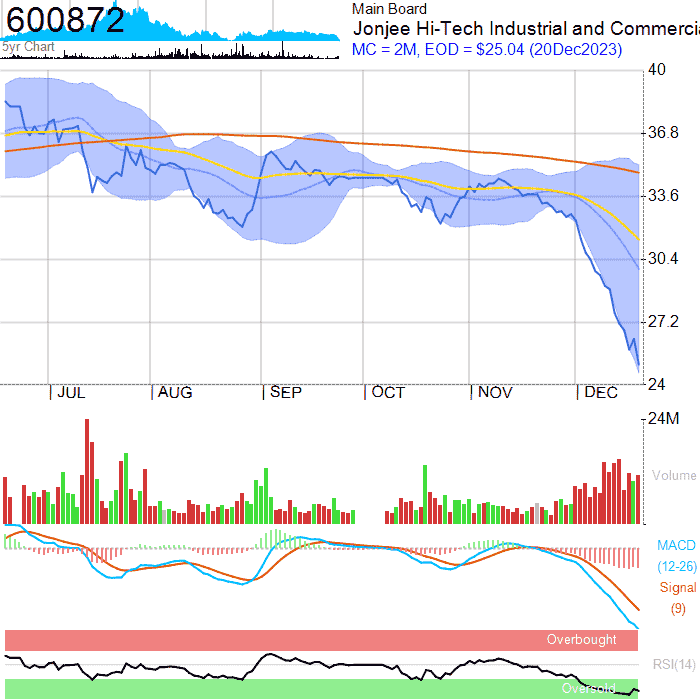 600872
5yr Chart
Main Board
Jonjee Hi-Tech Industrial and Commerci
MC = 2M, EOD = $25.04 (20Dec2023)
40
36.8
33.6
30.4
27.2
24
JUL AUG SEP OCT NOV DEC
24M
Volume
MACD
(12-26)
Signal
(9)
Overbought
RSI(14)
Oversold